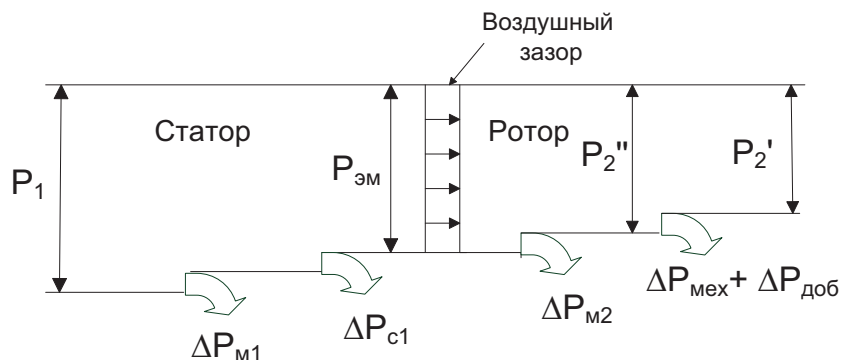 Воздушный
зазор
Статор
Ротор
P₁
Pэм
P₂"
P₂'
ΔPм1
ΔPс1
ΔPм2
ΔPмех+ ΔPдоб